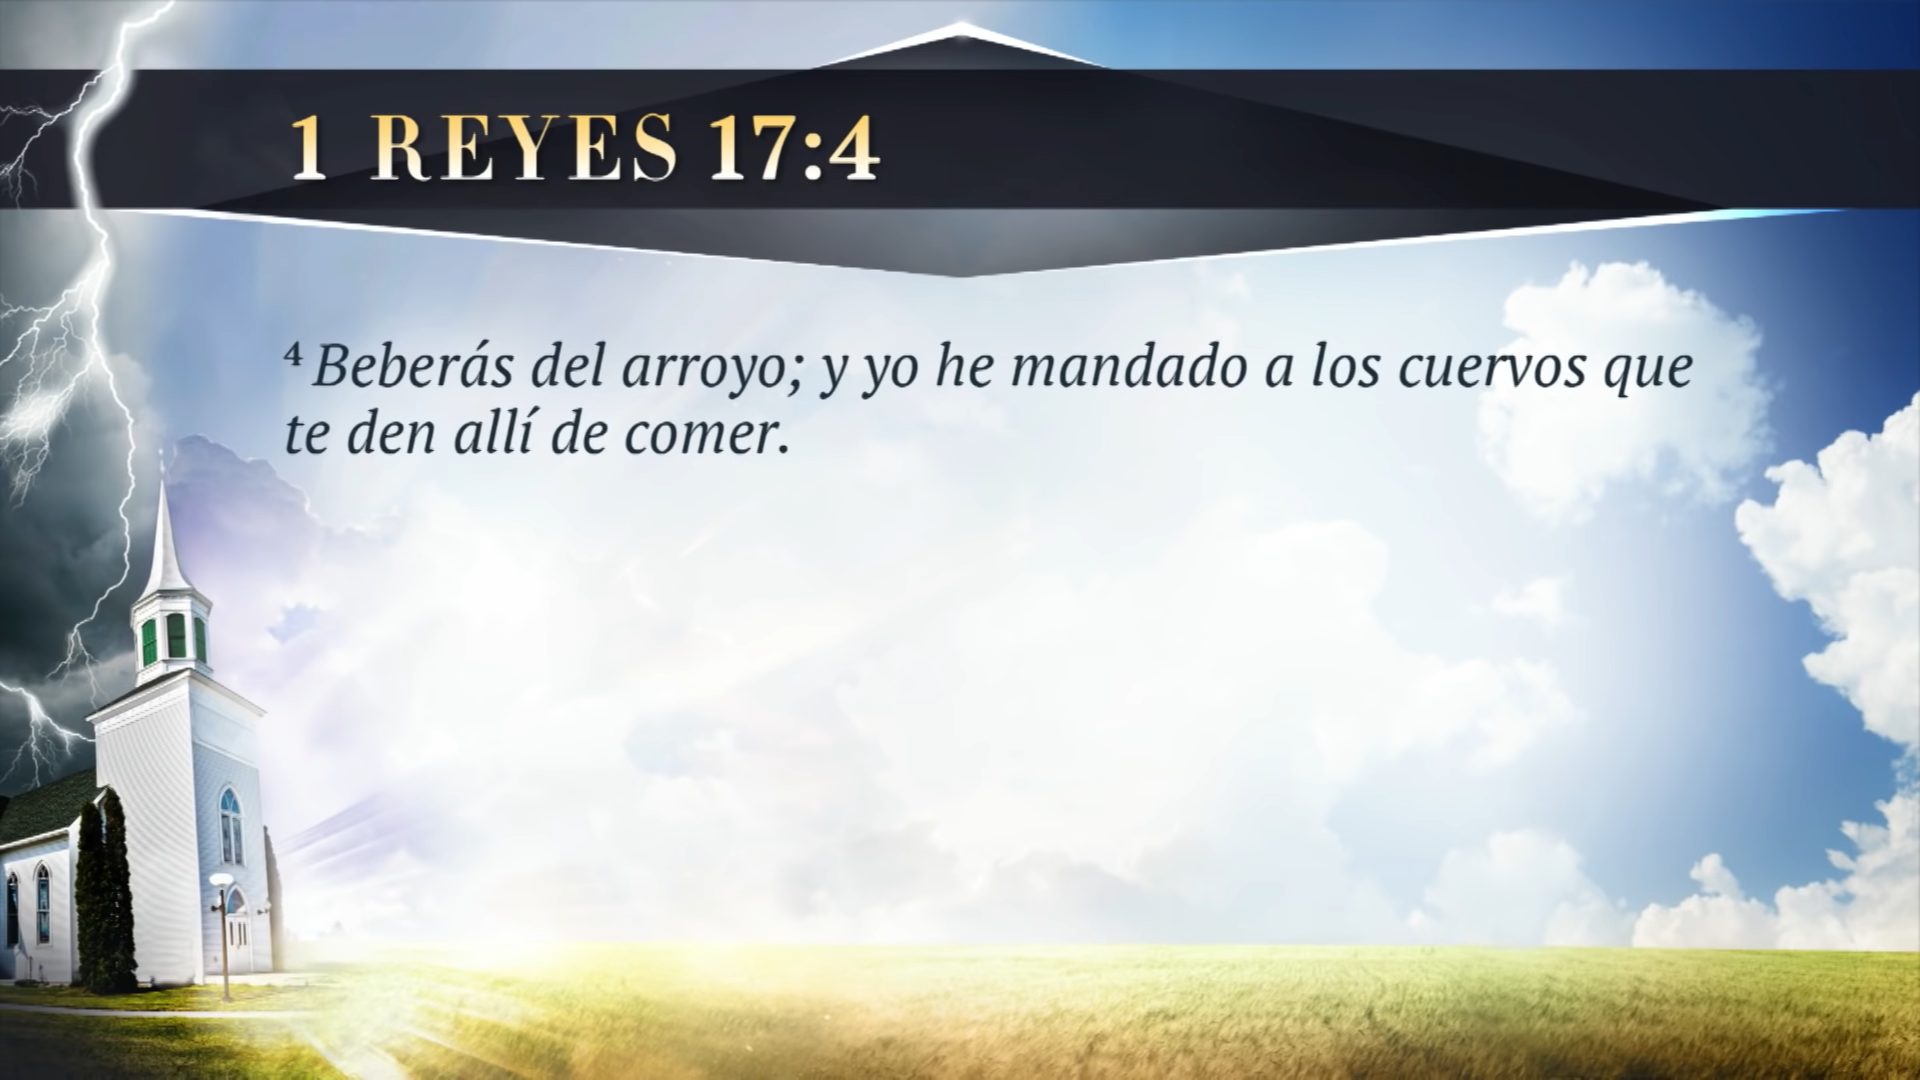 1 REYES 17:4
⁴ Beberás del arroyo; y yo he mandado a los cuervos que
te den allí de comer.